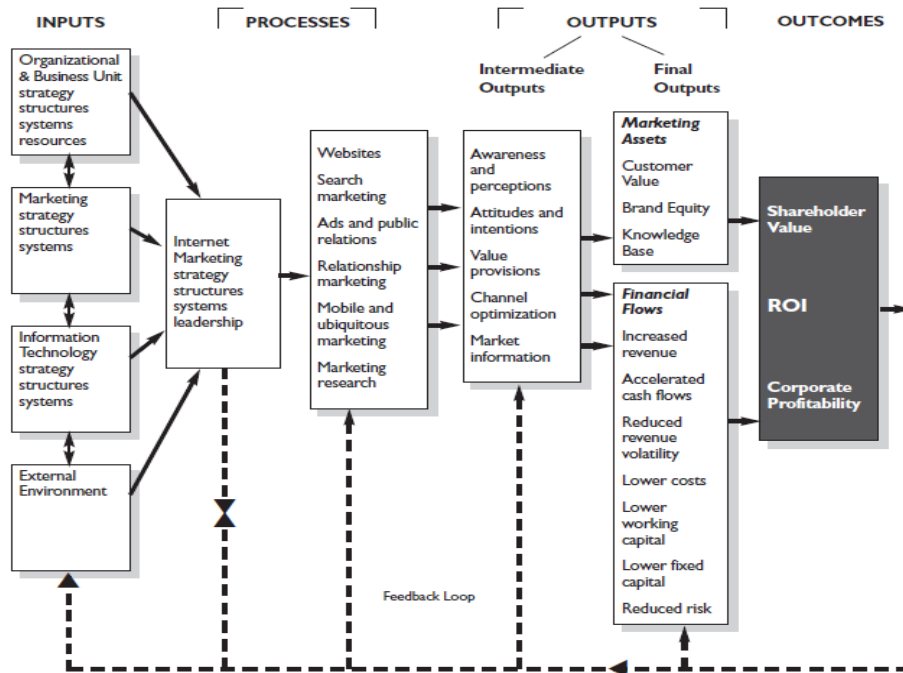 INPUTS
PROCESSES
OUTPUTS
OUTCOMES
Intermediate
Outputs
Final
Outputs
Organizational
& Business Unit
strategy
structures
systems
resources
Marketing
strategy
structures
systems
Information
Technology
strategy
structures
systems
External
Environment
Internet
Marketing
strategy
structures
systems
leadership
Websites
Search
marketing
Ads and public
relations
Relationship
marketing
Mobile and
ubiquitous
marketing
Marketing
research
Awareness
and
perceptions
Attitudes and
intentions
Value
provisions
Channel
optimization
Market
information
Marketing
Assets
Customer
Value
Brand Equity
Knowledge
Base
Financial
Flows
Increased
revenue
Accelerated
cash flows
Reduced
revenue
volatility
Lower costs
Lower
working
capital
Lower fixed
capital
Reduced risk
Shareholder
Value
ROI
Corporate
Profitability
Feedback Loop